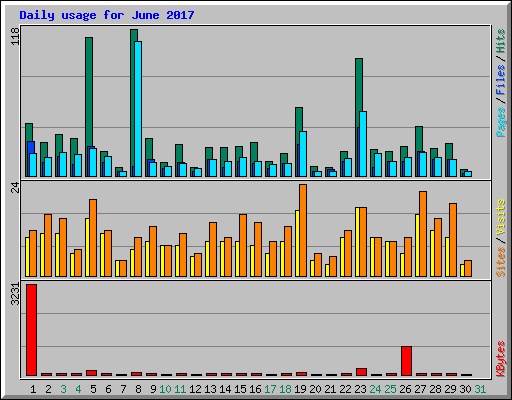 Daily usage for June 2017
118
Pages / Files / Hits
24
Sites / Visits
3231
KBytes
1 2 3 4 5 6 7 8 9 10 11 12 13 14 15 16 17 18 19 20 21 22 23 24 25 26 27 28 29 30 31